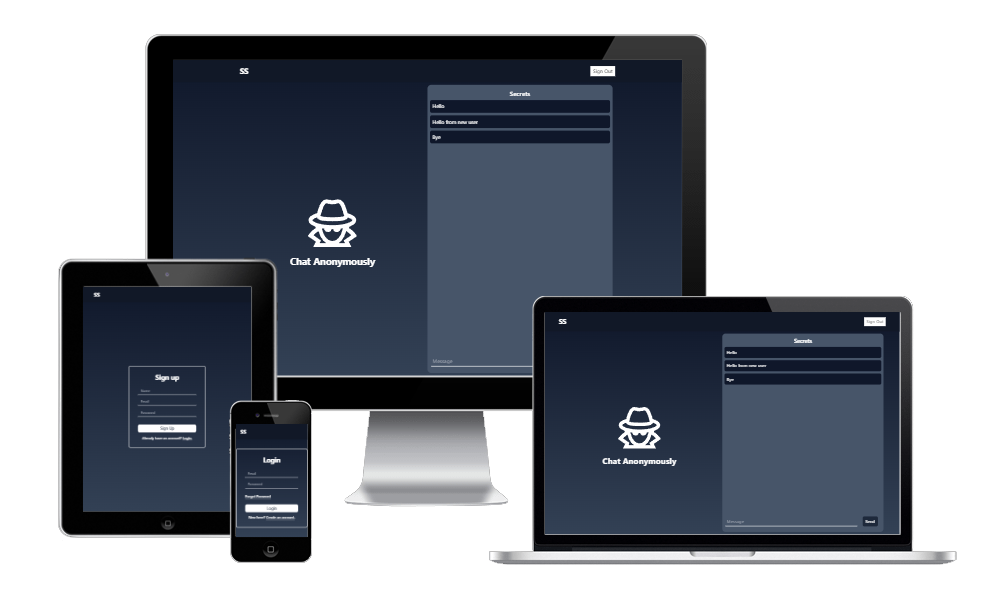 SS
Sign Out
Secrets
Hello
Hello from new user
Bye
Chat Anonymously
Message
SS
Sign up
Name
Email
Password
Sign Up
Already have an account? Login
SS
Login
Email
Password
Forgot Password
Login
New here? Create an account
SS
Sign Out
Secrets
Hello
Hello from new user
Bye
Chat Anonymously
Message
Send